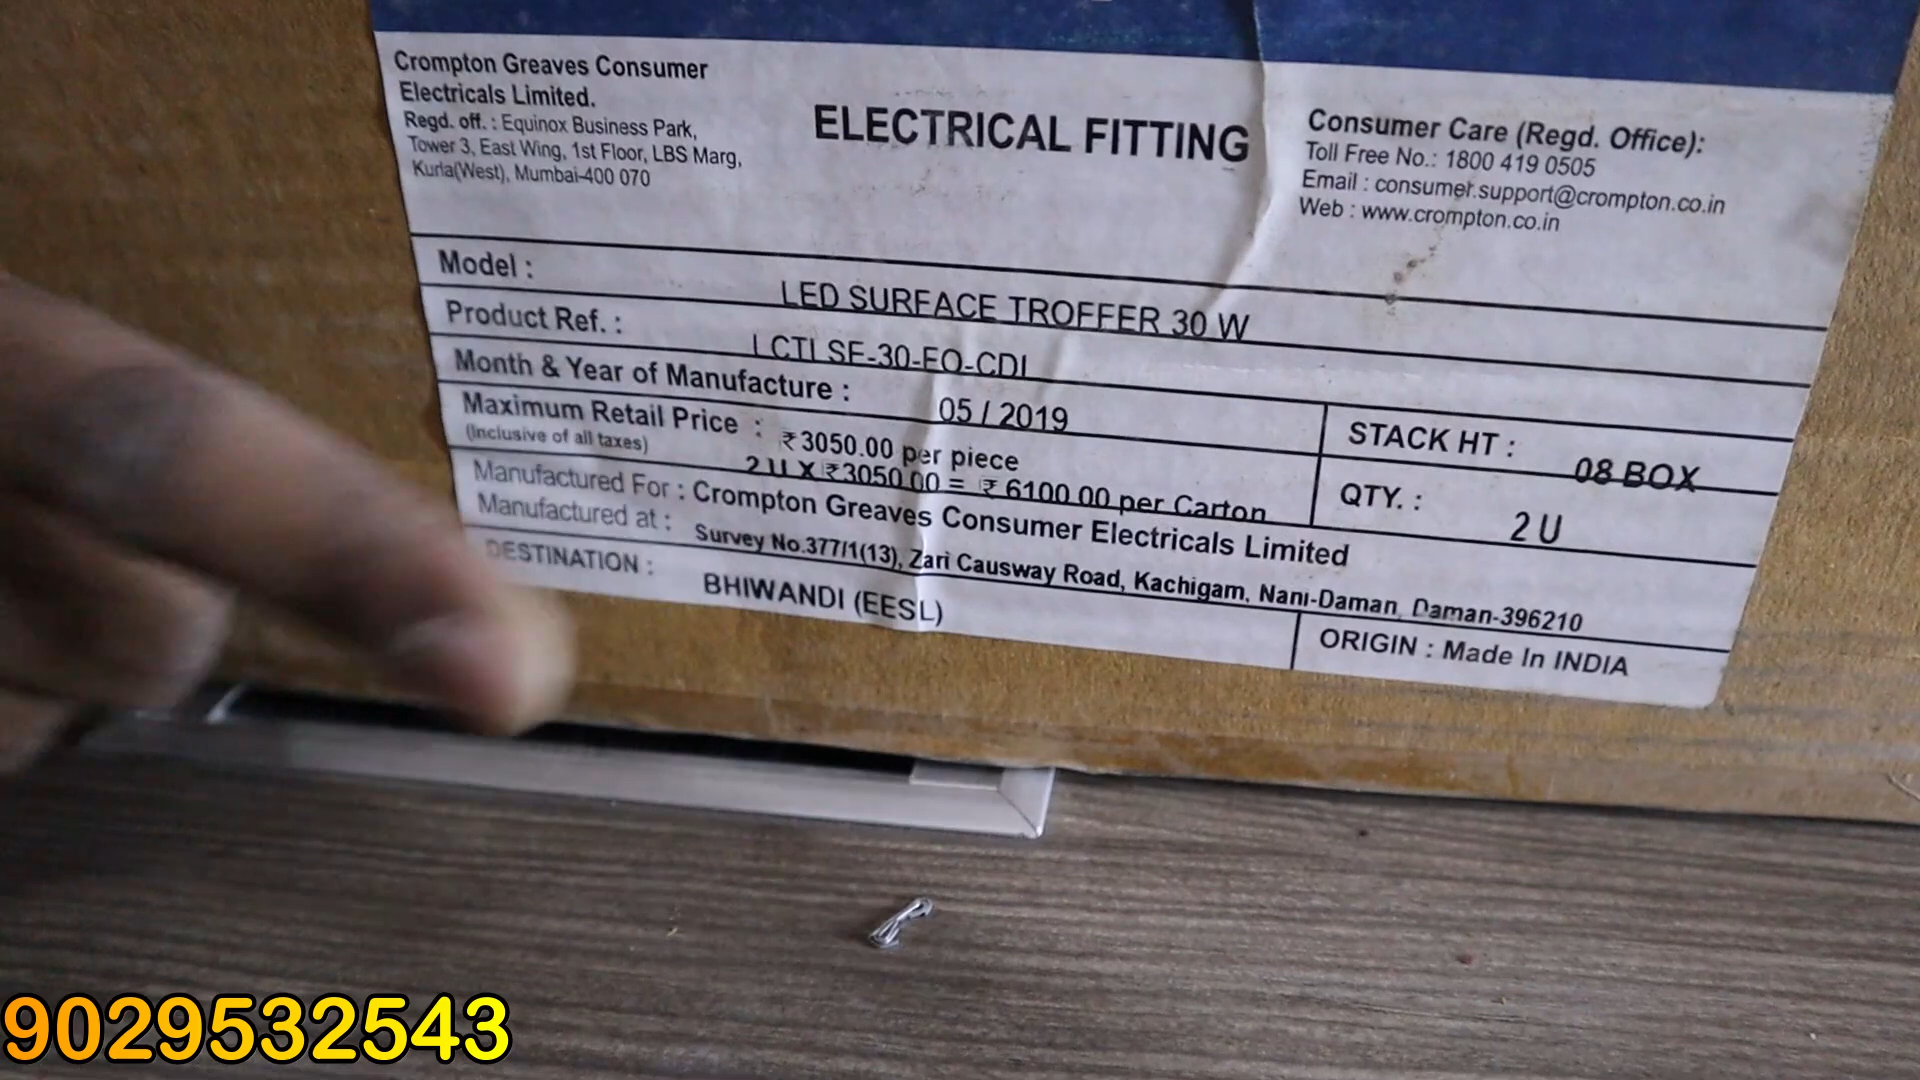 Crompton Greaves Consumer
Electricals Limited.
Regd. off. : Equinox Business Park,
Tower 3, East Wing, 1st Floor, LBS Marg,
Kurla(West), Mumbai-400 070
ELECTRICAL FITTING
Consumer Care (Regd. Office):
Toll Free No.: 1800 419 0505
Email : consumer.support@crompton.co.in
Web : www.crompton.co.in
Model :
LED SURFACE TROFFER 30 W
Product Ref. :
LCTLSF-30-FO-CDL
Month & Year of Manufacture :
05 / 2019
Maximum Retail Price :
(Inclusive of all taxes)
₹ 3050.00 per piece
2 U X ₹3050.00 = ₹ 6100.00 per Carton
STACK HT :
08 BOX
QTY. :
2 U
Manufactured For : Crompton Greaves Consumer Electricals Limited
Manufactured at : Survey No.377/1(13), Zari Causway Road, Kachigam, Nani-Daman, Daman-396210
DESTINATION :
BHIWANDI (EESL)
ORIGIN : Made In INDIA
9029532543